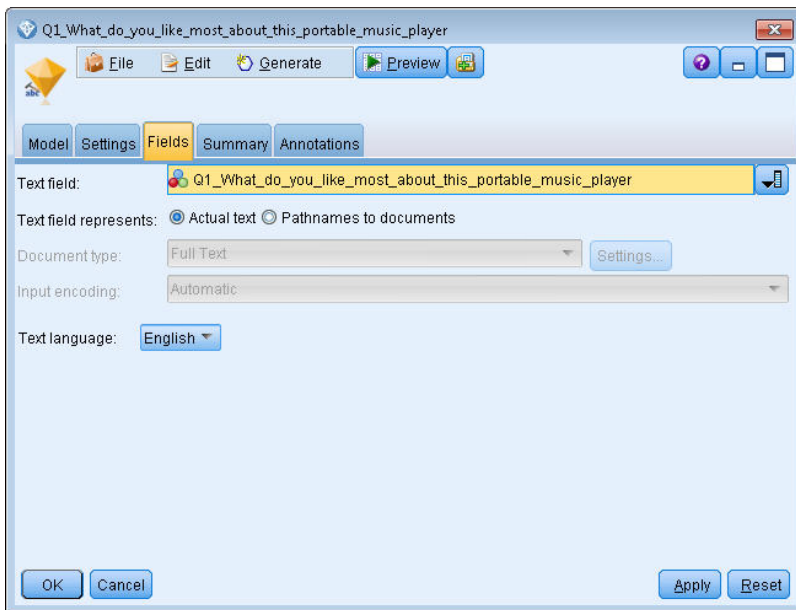 Q1_What_do_you_like_most_about_this_portable_music_player
File Edit Generate Preview
abc
Model Settings Fields Summary Annotations
Text field: Q1_What_do_you_like_most_about_this_portable_music_player
Text field represents: Actual text Pathnames to documents
Document type: Full Text Settings...
Input encoding: Automatic
Text language: English
OK Cancel Apply Reset